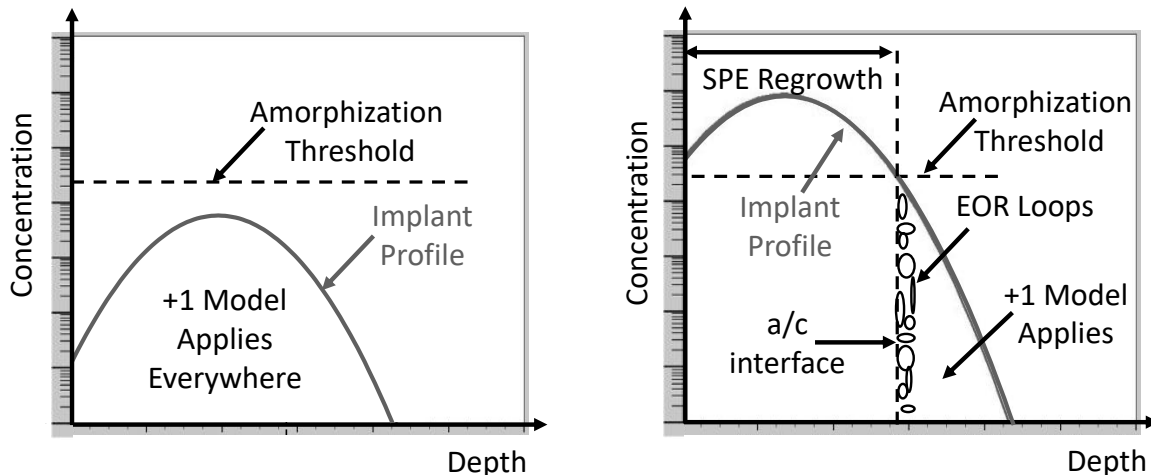 Concentration
Amorphization
Threshold
Implant
Profile
+1 Model
Applies
Everywhere
Depth
Concentration
SPE Regrowth
Amorphization
Threshold
Implant
Profile
EOR Loops
a/c
interface
+1 Model
Applies
Depth